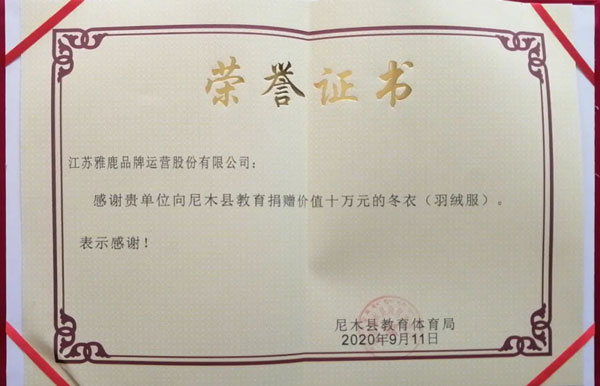 荣誉证书
江苏雅鹿品牌运营股份有限公司：
感谢贵单位向尼木县教育捐赠价值十万元的冬衣（羽绒服）。
表示感谢！
尼木县教育体育局
2020年9月11日